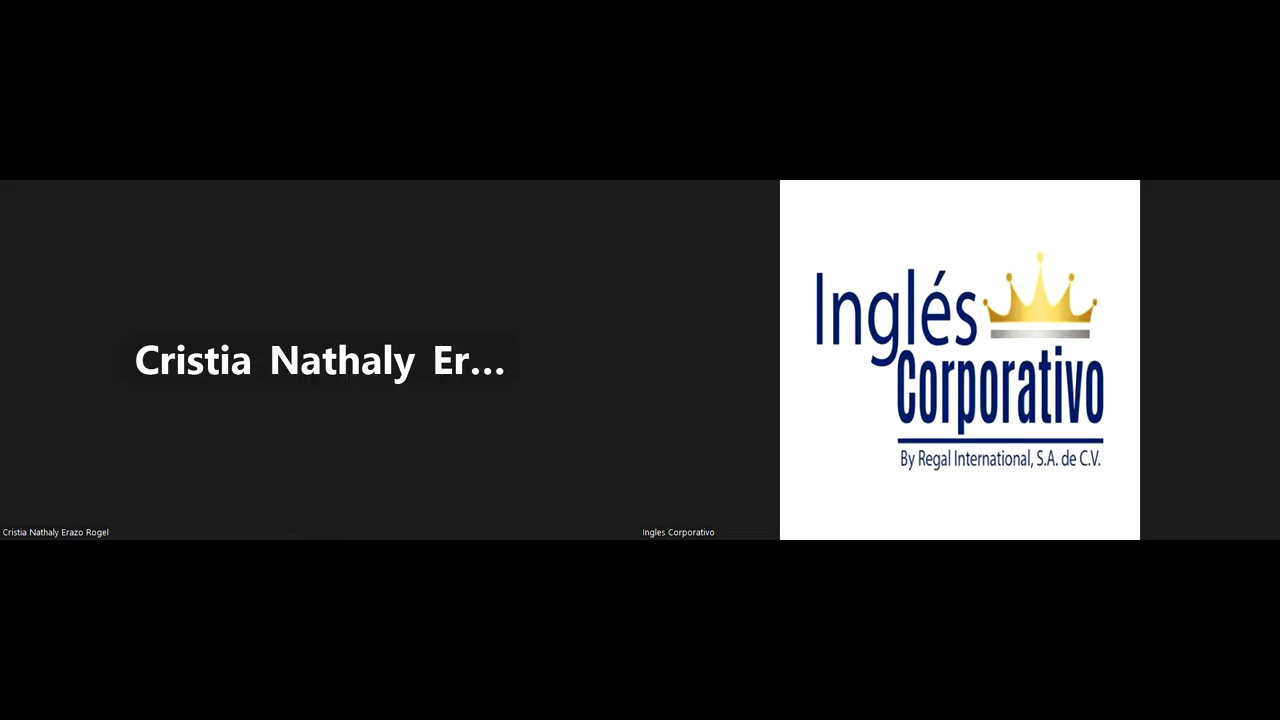 Cristia Nathaly Er...
Cristia Nathaly Erazo Rogel
Inglés
Corporativo
By Regal International, S.A. de C.V.
Ingles Corporativo